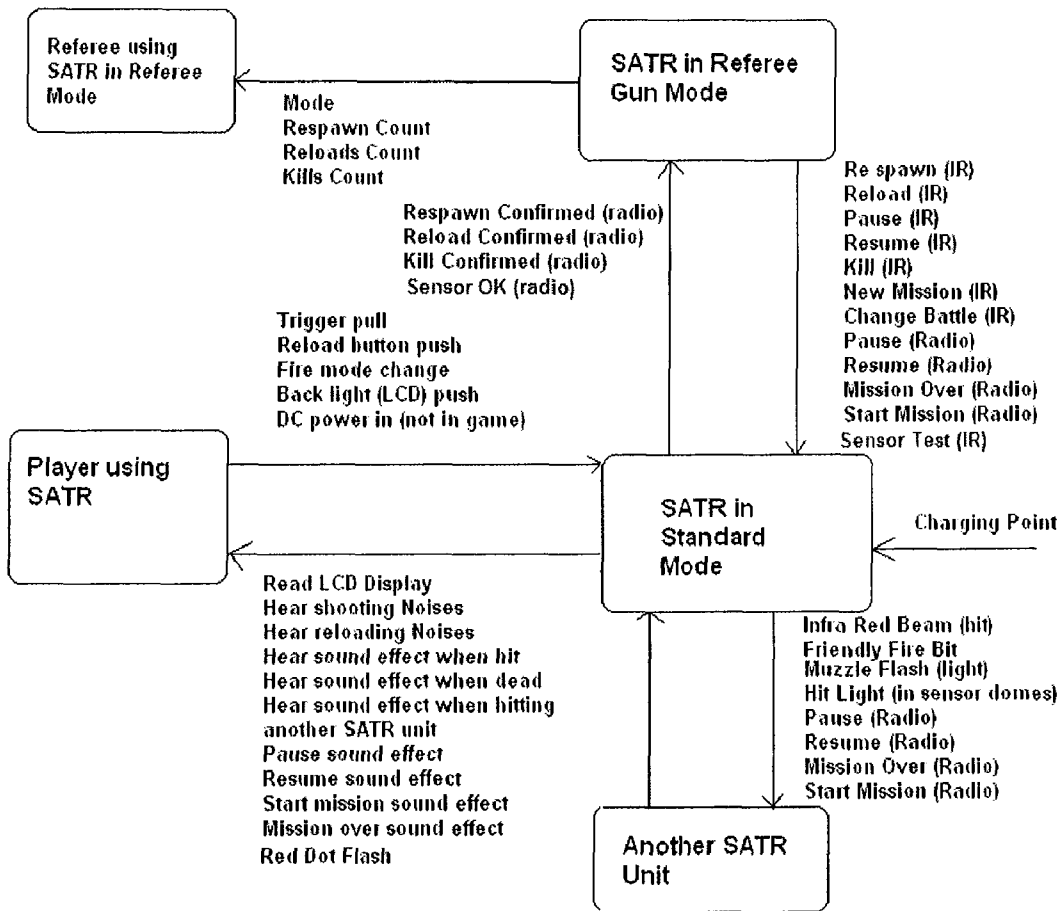 Referee using
SATR in Referee
Mode
SATR in Referee
Gun Mode
Mode
Respawn Count
Reloads Count
Kills Count
Re spawn (IR)
Reload (IR)
Pause (IR)
Resume (IR)
Kill (IR)
New Mission (IR)
Change Battle (IR)
Pause (Radio)
Resume (Radio)
Mission Over (Radio)
Start Mission (Radio)
Sensor Test (IR)
Respawn Confirmed (radio)
Reload Confirmed (radio)
Kill Confirmed (radio)
Sensor OK (radio)
Trigger pull
Reload button push
Fire mode change
Back light (LCD) push
DC power in (not in game)
Player using
SATR
SATR in
Standard
Mode
Charging Point
Read LCD Display
Hear shooting Noises
Hear reloading Noises
Hear sound effect when hit
Hear sound effect when dead
Hear sound effect when hitting
another SATR unit
Pause sound effect
Resume sound effect
Start mission sound effect
Mission over sound effect
Red Dot Flash
Infra Red Beam (hit)
Friendly Fire Bit
Muzzle Flash (light)
Hit Light (in sensor domes)
Pause (Radio)
Resume (Radio)
Mission Over (Radio)
Start Mission (Radio)
Another SATR
Unit